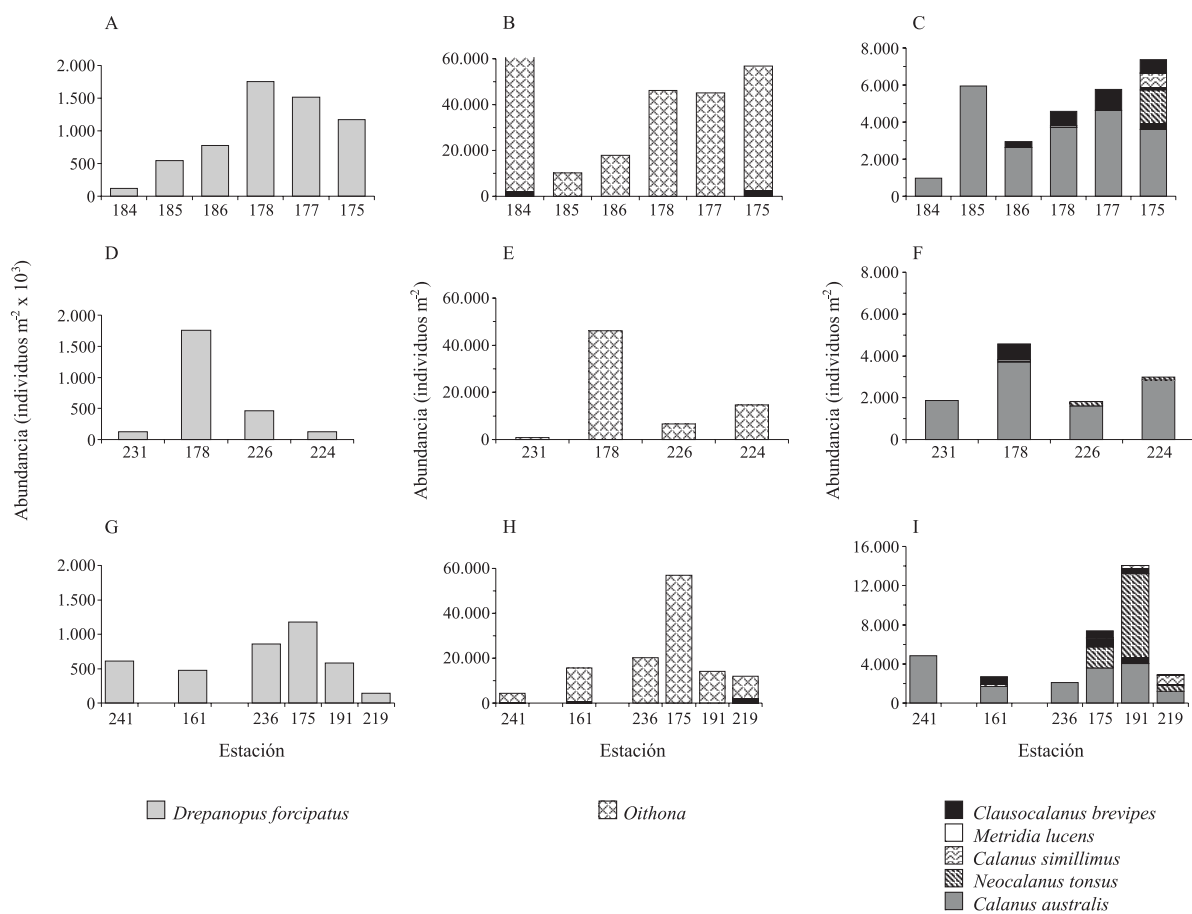 A
B
C
2.000
1.500
1.000
500
0
184 185 186 178 177 175
60.000
40.000
20.000
0
184 185 186 178 177 175
8.000
6.000
4.000
2.000
0
184 185 186 178 177 175
D
E
F
Abundancia (individuos m-2 x 10³)
2.000
1.500
1.000
500
0
231 178 226 224
Abundancia (individuos m-2)
60.000
40.000
20.000
0
231 178 226 224
Abundancia (individuos m-2)
8.000
6.000
4.000
2.000
0
231 178 226 224
G
H
I
2.000
1.500
1.000
500
0
241 161 236 175 191 219
Estación
60.000
40.000
20.000
0
241 161 236 175 191 219
Estación
16.000
12.000
8.000
4.000
0
241 161 236 175 191 219
Estación
Drepanopus forcipatus
Oithona
Clausocalanus brevipes
Metridia lucens
Calanus simillimus
Neocalanus tonsus
Calanus australis